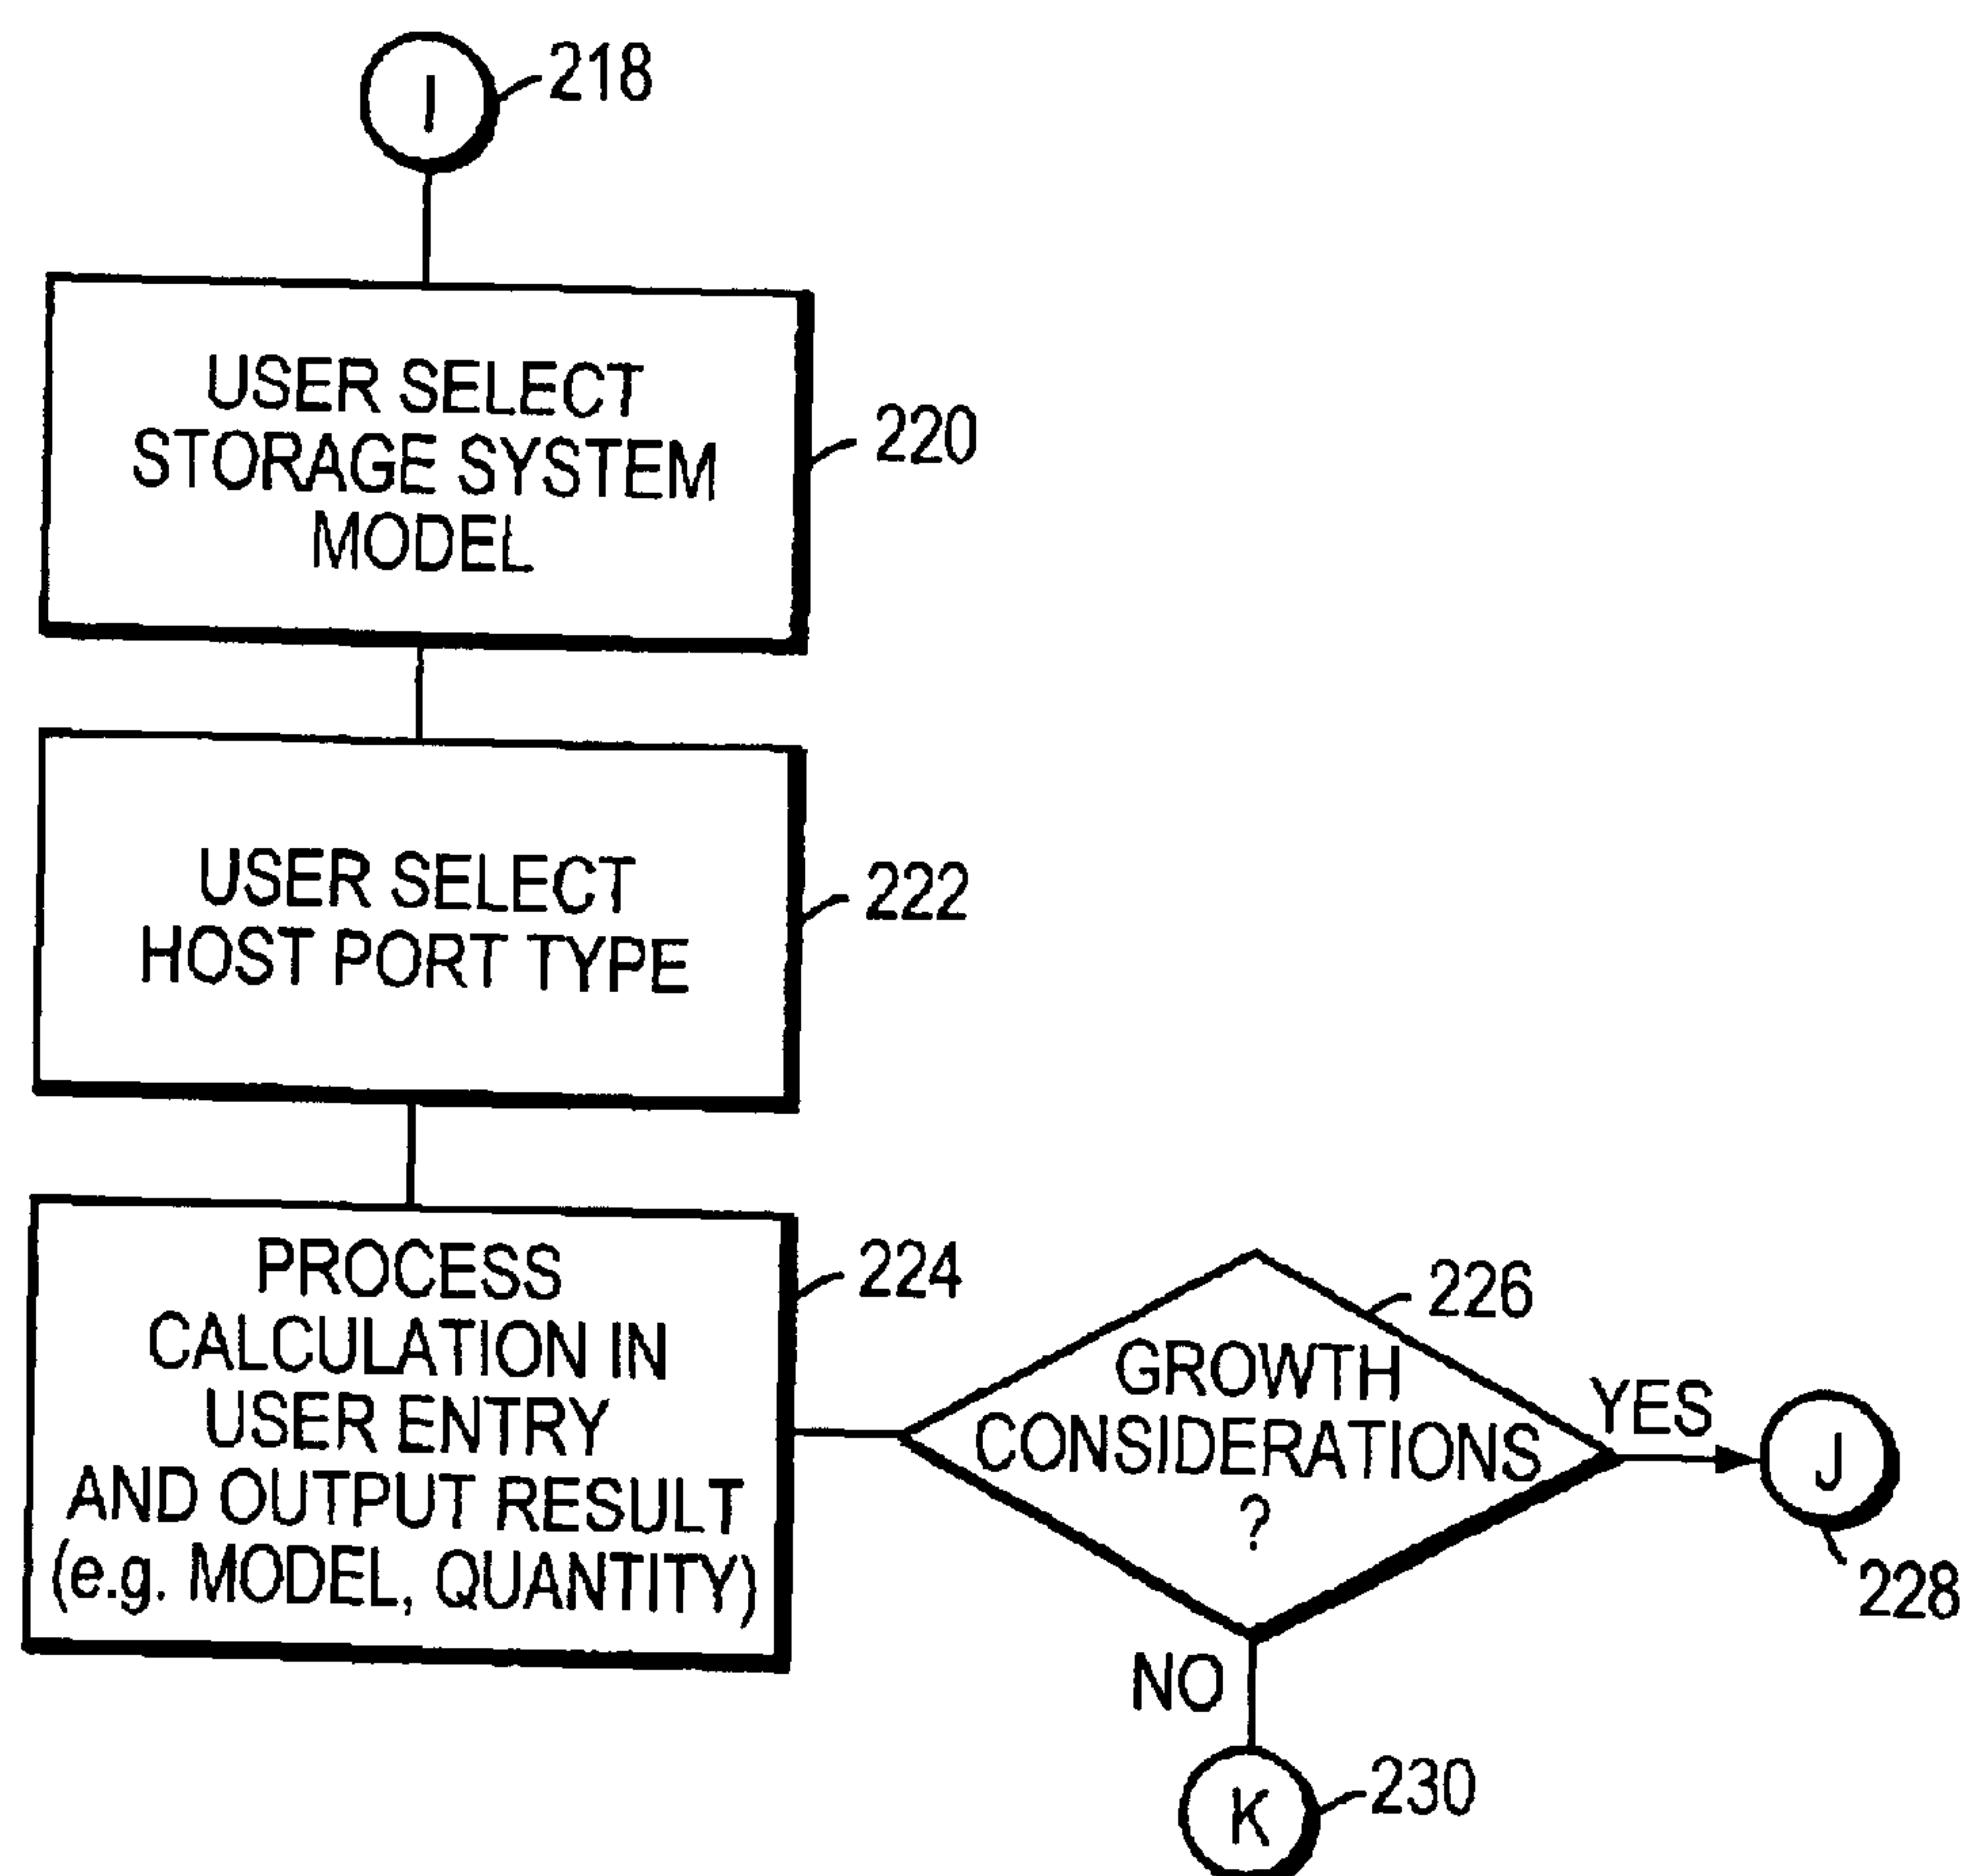 I
218
USER SELECT
STORAGE SYSTEM
MODEL
220
USER SELECT
HOST PORT TYPE
222
PROCESS
CALCULATION IN
USER ENTRY
AND OUTPUT RESULT
(e.g. MODEL, QUANTITY)
224
GROWTH
CONSIDERATIONS
?
226
YES
J
228
NO
K
230